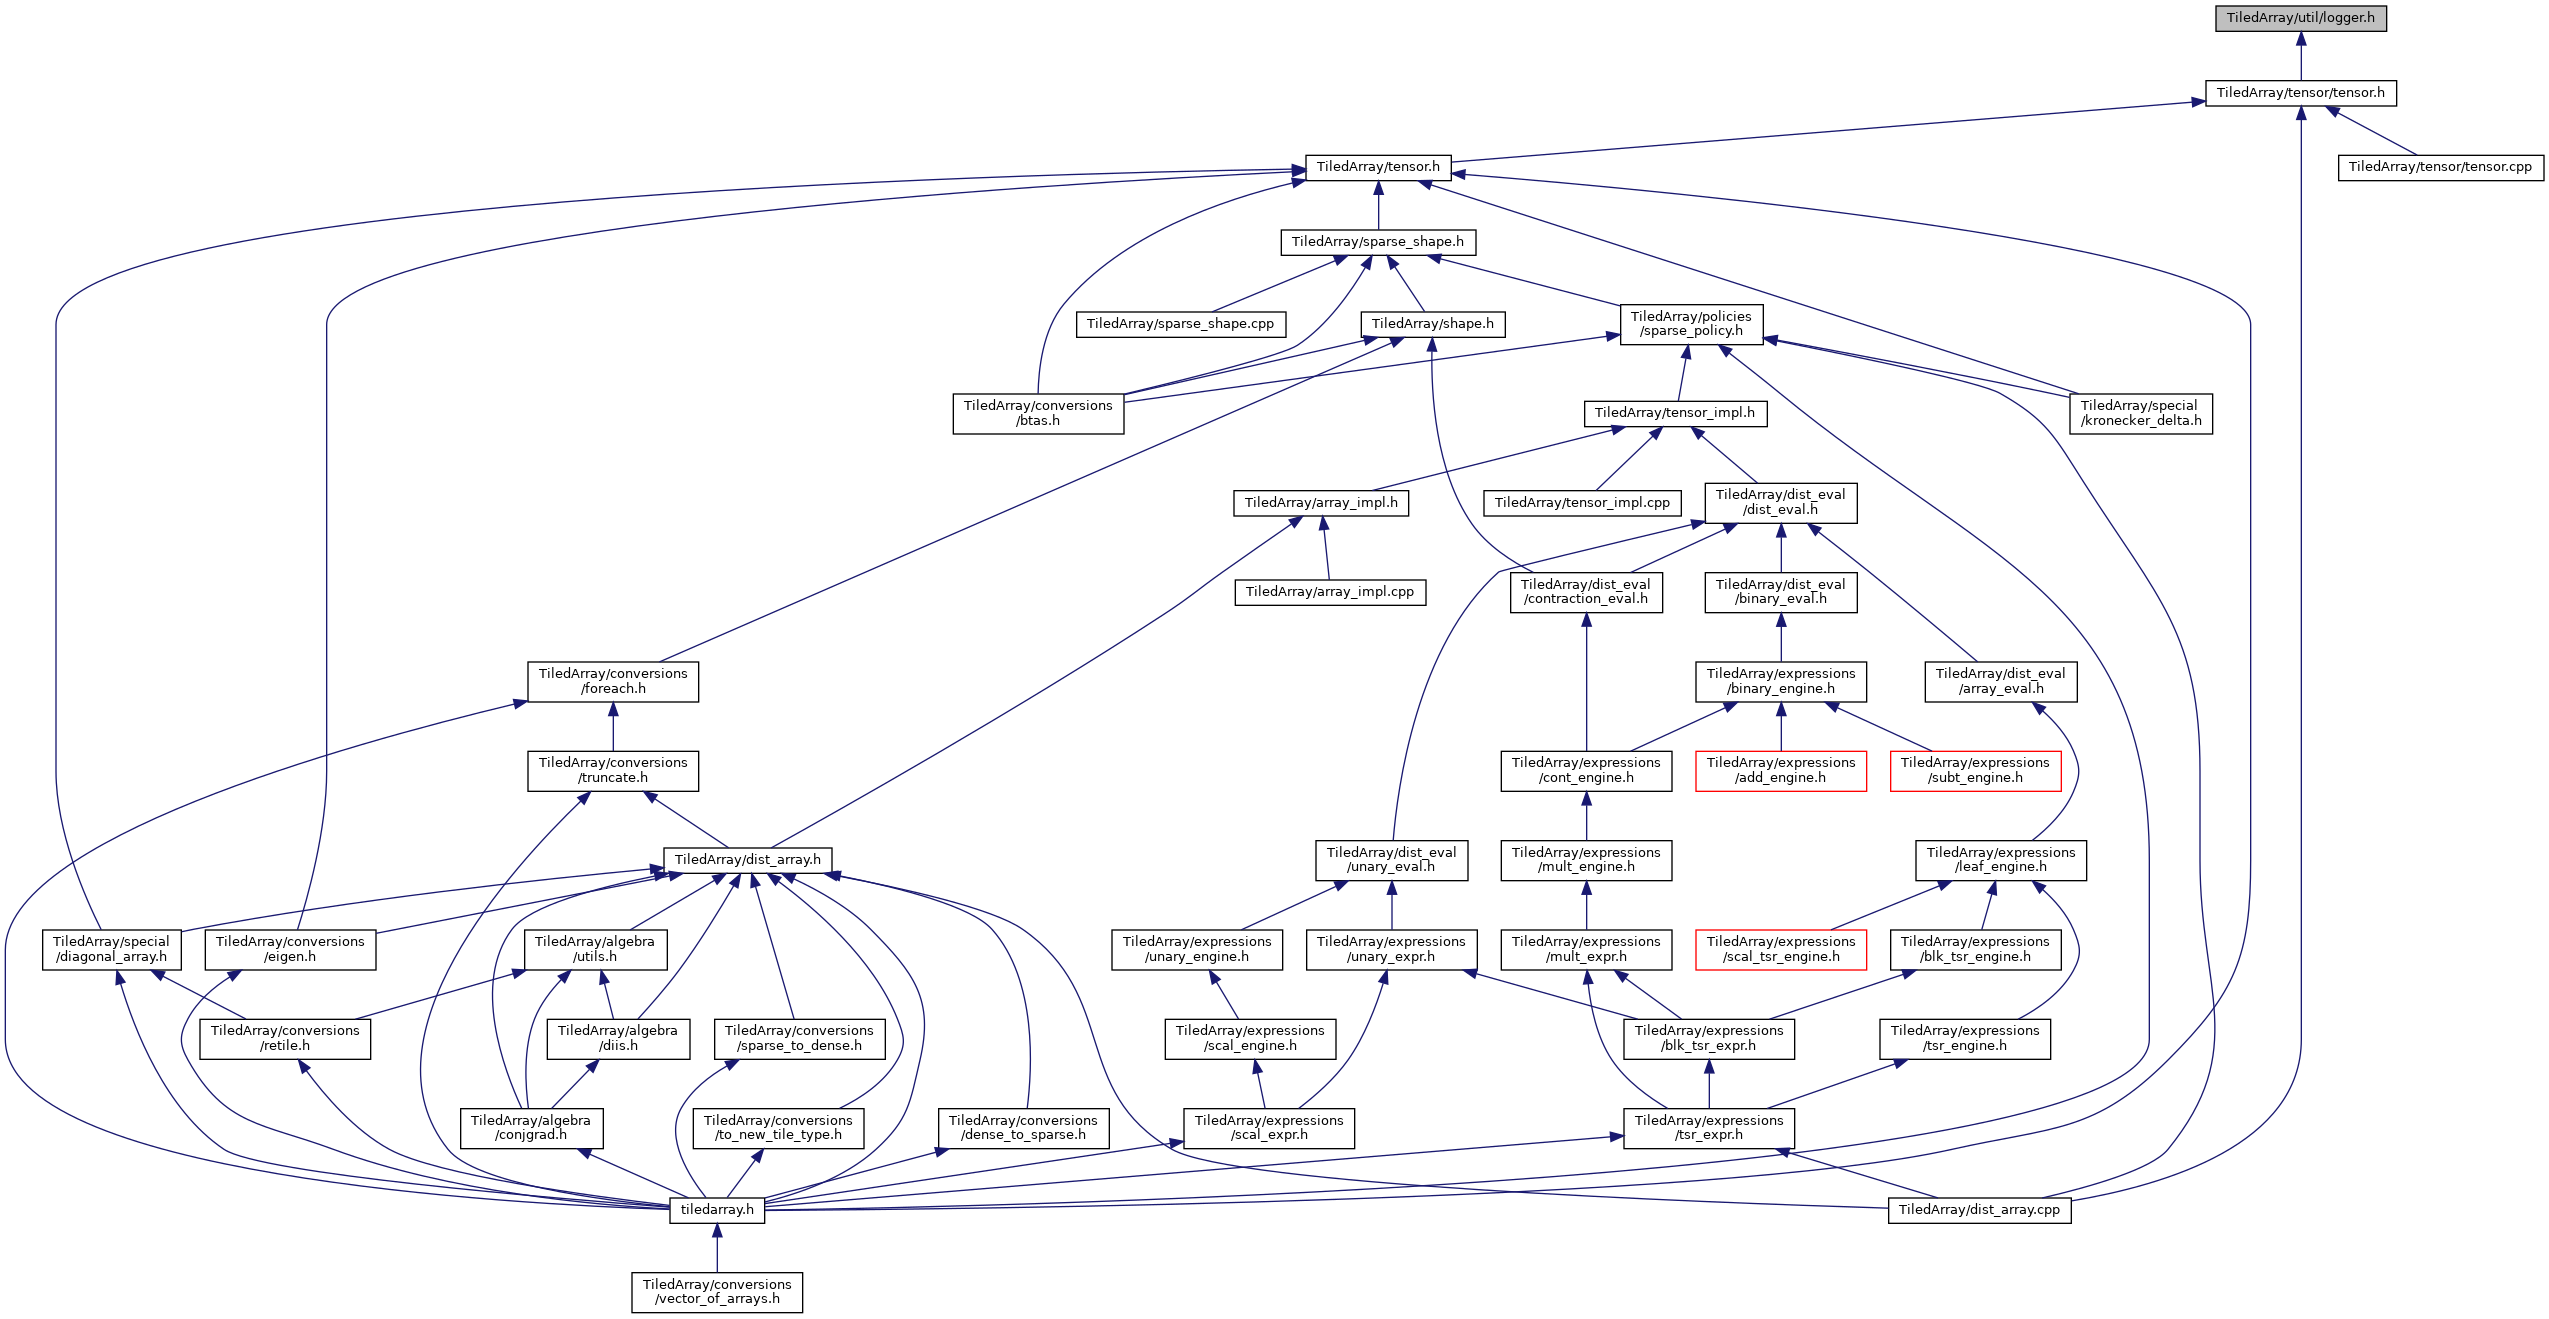 TiledArray/util/logger.h
TiledArray/tensor/tensor.h
TiledArray/tensor.h
TiledArray/tensor/tensor.cpp
TiledArray/sparse_shape.h
TiledArray/sparse_shape.cpp
TiledArray/shape.h
TiledArray/policies
/sparse_policy.h
TiledArray/conversions
/btas.h
TiledArray/tensor_impl.h
TiledArray/special
/kronecker_delta.h
TiledArray/array_impl.h
TiledArray/tensor_impl.cpp
TiledArray/dist_eval
/dist_eval.h
TiledArray/array_impl.cpp
TiledArray/dist_eval
/contraction_eval.h
TiledArray/dist_eval
/binary_eval.h
TiledArray/conversions
/foreach.h
TiledArray/expressions
/binary_engine.h
TiledArray/dist_eval
/array_eval.h
TiledArray/conversions
/truncate.h
TiledArray/expressions
/cont_engine.h
TiledArray/expressions
/add_engine.h
TiledArray/expressions
/subt_engine.h
TiledArray/dist_array.h
TiledArray/dist_eval
/unary_eval.h
TiledArray/expressions
/mult_engine.h
TiledArray/expressions
/leaf_engine.h
TiledArray/special
/diagonal_array.h
TiledArray/conversions
/eigen.h
TiledArray/algebra
/utils.h
TiledArray/expressions
/unary_engine.h
TiledArray/expressions
/unary_expr.h
TiledArray/expressions
/mult_expr.h
TiledArray/expressions
/scal_tsr_engine.h
TiledArray/expressions
/blk_tsr_engine.h
TiledArray/conversions
/retile.h
TiledArray/algebra
/diis.h
TiledArray/conversions
/sparse_to_dense.h
TiledArray/expressions
/scal_engine.h
TiledArray/expressions
/blk_tsr_expr.h
TiledArray/expressions
/tsr_engine.h
TiledArray/algebra
/conjgrad.h
TiledArray/conversions
/to_new_tile_type.h
TiledArray/conversions
/dense_to_sparse.h
TiledArray/expressions
/scal_expr.h
TiledArray/expressions
/tsr_expr.h
tiledarray.h
TiledArray/dist_array.cpp
TiledArray/conversions
/vector_of_arrays.h